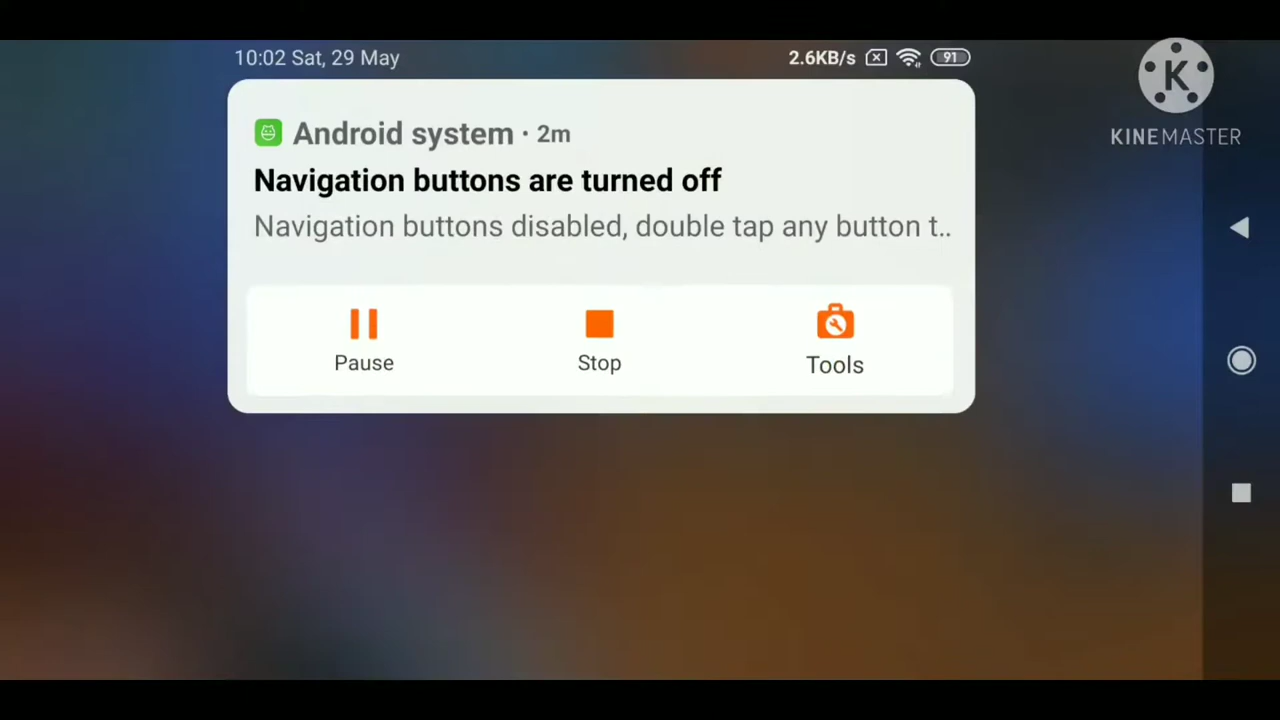 10:02 Sat, 29 May 2.6KB/s 91
K
KINEMASTER
Android system · 2m
Navigation buttons are turned off
Navigation buttons disabled, double tap any button t..
Pause Stop Tools